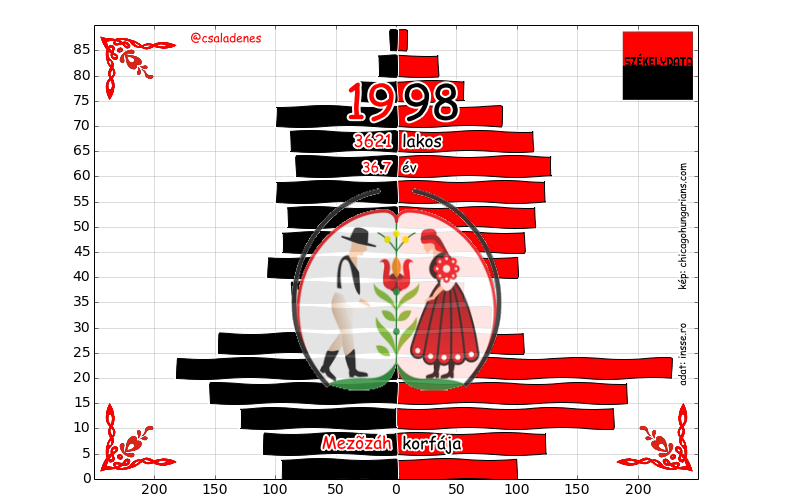 @csaladenes
SZÉKELYDATA
1998
3621 lakos
36.7 év
kép: chicagohungarians.com
adat: insse.ro
Mezõzáh korfája
85
80
75
70
65
60
55
50
45
40
35
30
25
20
15
10
5
0
200 150 100 50 0 50 100 150 200